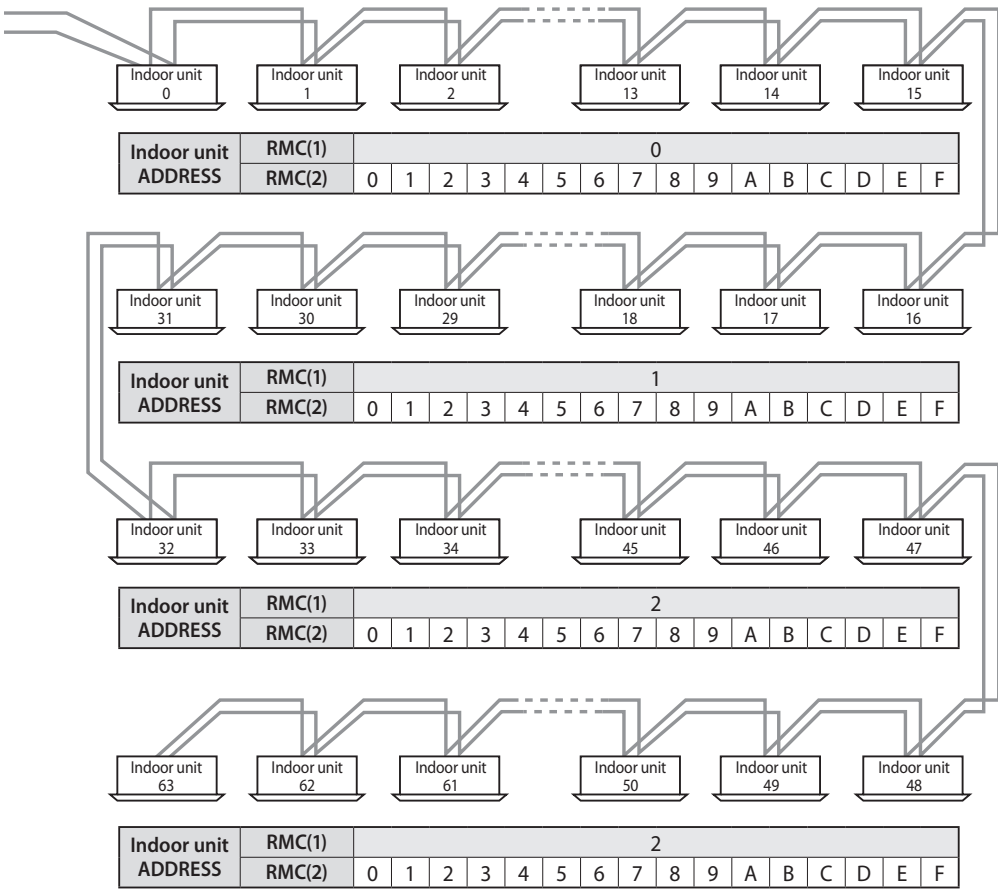 Indoor unit Indoor unit Indoor unit Indoor unit Indoor unit Indoor unit
0 1 2 13 14 15
Indoor unit ADDRESS RMC(1) 0
RMC(2) 0 1 2 3 4 5 6 7 8 9 A B C D E F
Indoor unit Indoor unit Indoor unit Indoor unit Indoor unit Indoor unit
31 30 29 18 17 16
Indoor unit ADDRESS RMC(1) 1
RMC(2) 0 1 2 3 4 5 6 7 8 9 A B C D E F
Indoor unit Indoor unit Indoor unit Indoor unit Indoor unit Indoor unit
32 33 34 45 46 47
Indoor unit ADDRESS RMC(1) 2
RMC(2) 0 1 2 3 4 5 6 7 8 9 A B C D E F
Indoor unit Indoor unit Indoor unit Indoor unit Indoor unit Indoor unit
63 62 61 50 49 48
Indoor unit ADDRESS RMC(1) 2
RMC(2) 0 1 2 3 4 5 6 7 8 9 A B C D E F